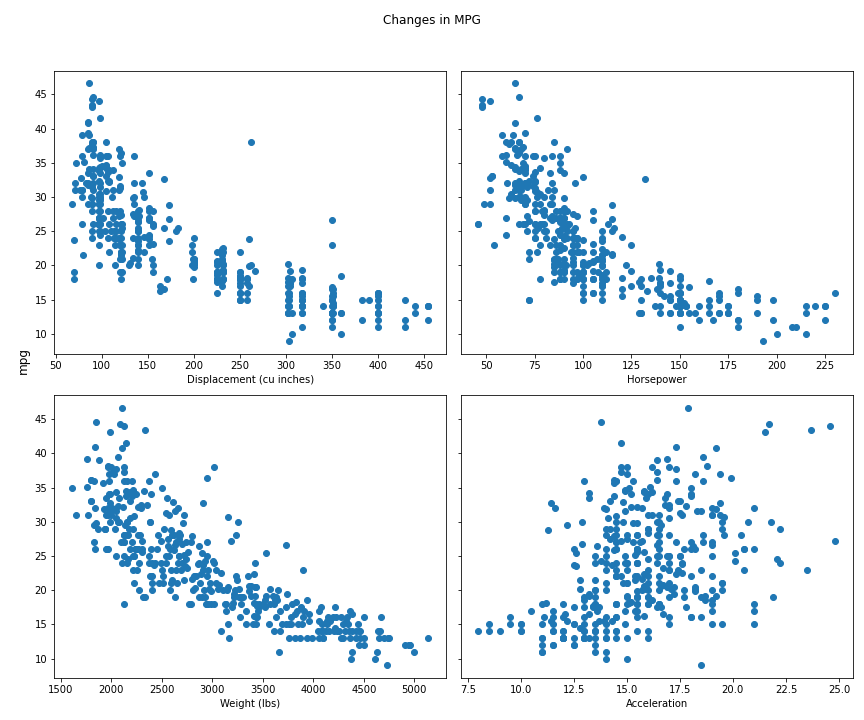 Changes in MPG
45
40
35
30
25
20
15
10
50 100 150 200 250 300 350 400 450
Displacement (cu inches)
50 75 100 125 150 175 200 225
Horsepower
mpg
45
40
35
30
25
20
15
10
1500 2000 2500 3000 3500 4000 4500 5000
Weight (lbs)
7.5 10.0 12.5 15.0 17.5 20.0 22.5 25.0
Acceleration